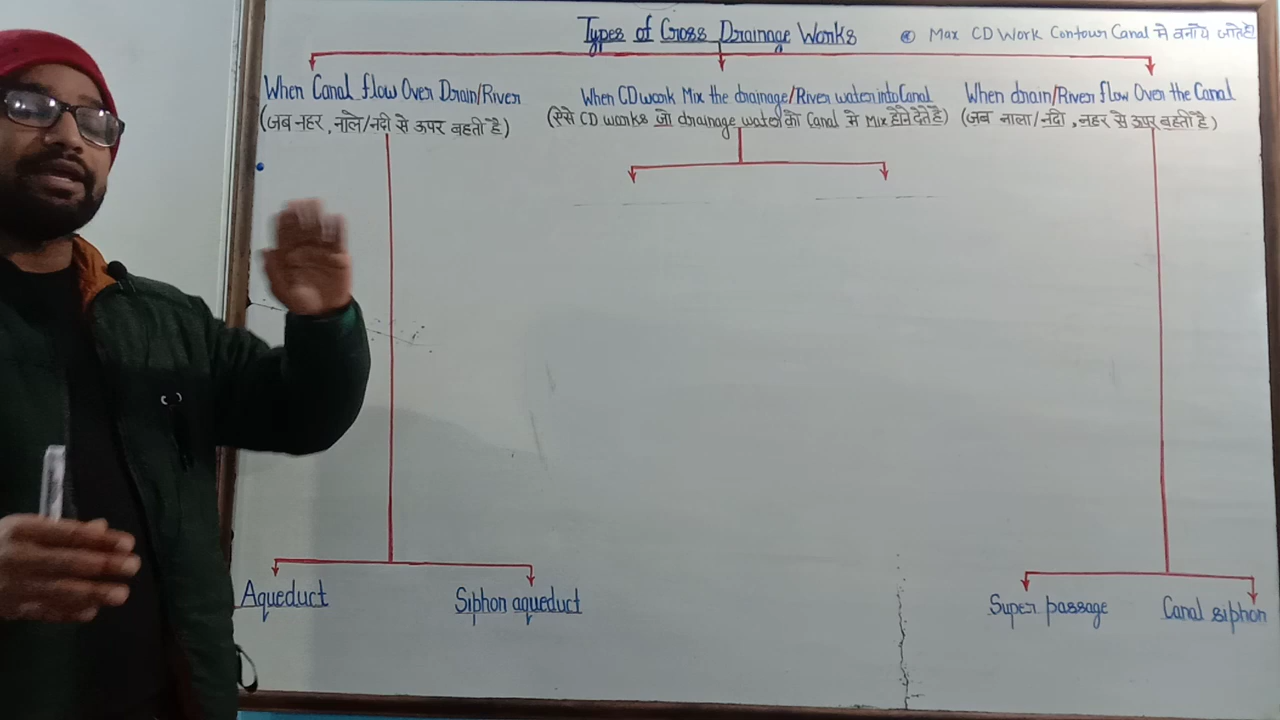 Types of Cross Drainage Works
⦿ Max CD Work Contour Canal में बनाये जाते है
When Canal flow Over Drain/River
(जब नहर, नाले/नदी से ऊपर बहती है)
When CD work Mix the drainage/River water into Canal
(ऐसे CD works जो drainage water को Canal में Mix होने देते है)
When drain/River flow Over the Canal
(जब नाला/नदी, नहर से ऊपर बहती है)
Aqueduct
Siphon aqueduct
Super passage
Canal siphon